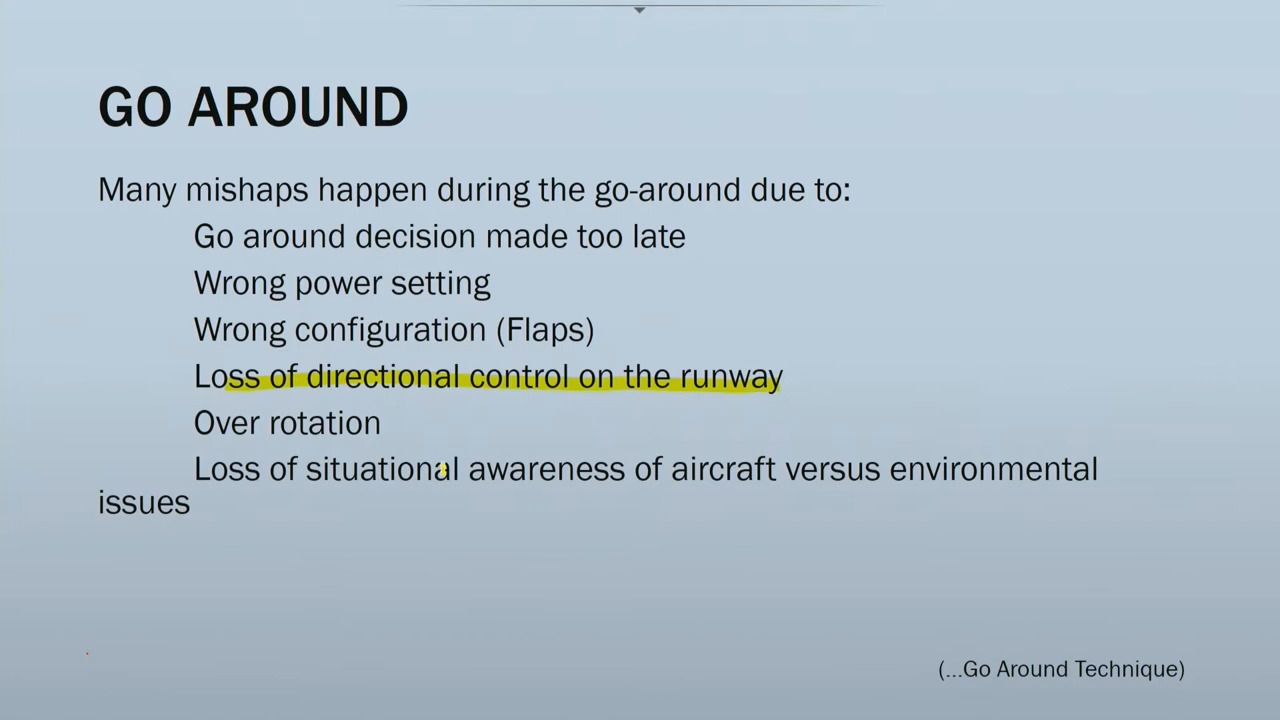 GO AROUND
Many mishaps happen during the go-around due to:
Go around decision made too late
Wrong power setting
Wrong configuration (Flaps)
Loss of directional control on the runway
Over rotation
Loss of situational awareness of aircraft versus environmental
issues
(...Go Around Technique)